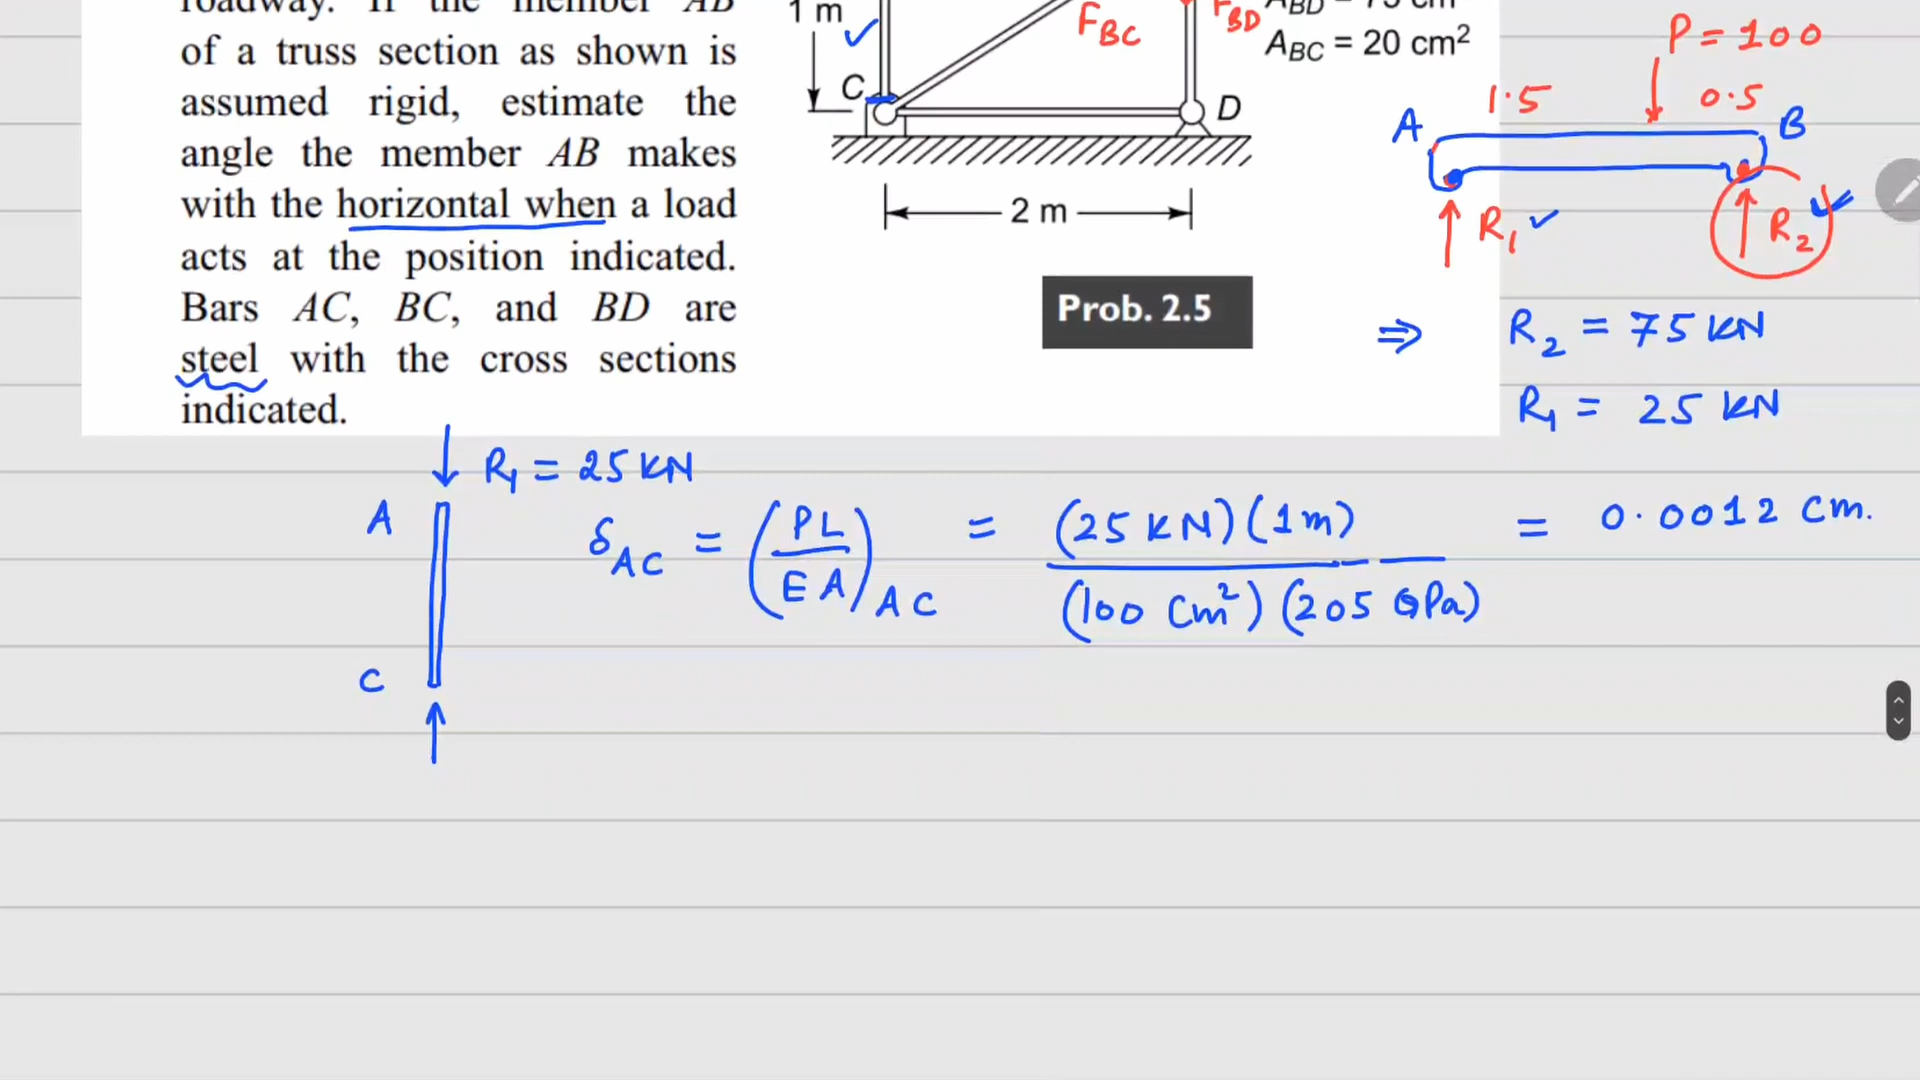 of a truss section as shown is
assumed rigid, estimate the
angle the member AB makes
with the horizontal when a load
acts at the position indicated.
Bars AC, BC, and BD are
steel with the cross sections
indicated.
1 m
C
F_BC
F_BD
A_BC = 20 cm²
D
2 m
Prob. 2.5
P = 100
1.5
0.5
A
B
R₁
R₂
⇒ R₂ = 75 kN
R₁ = 25 kN
R₁ = 25 kN
A
C
δ_AC = (PL/EA)_AC = (25 kN)(1m) / (100 cm²)(205 GPa) = 0.0012 cm.